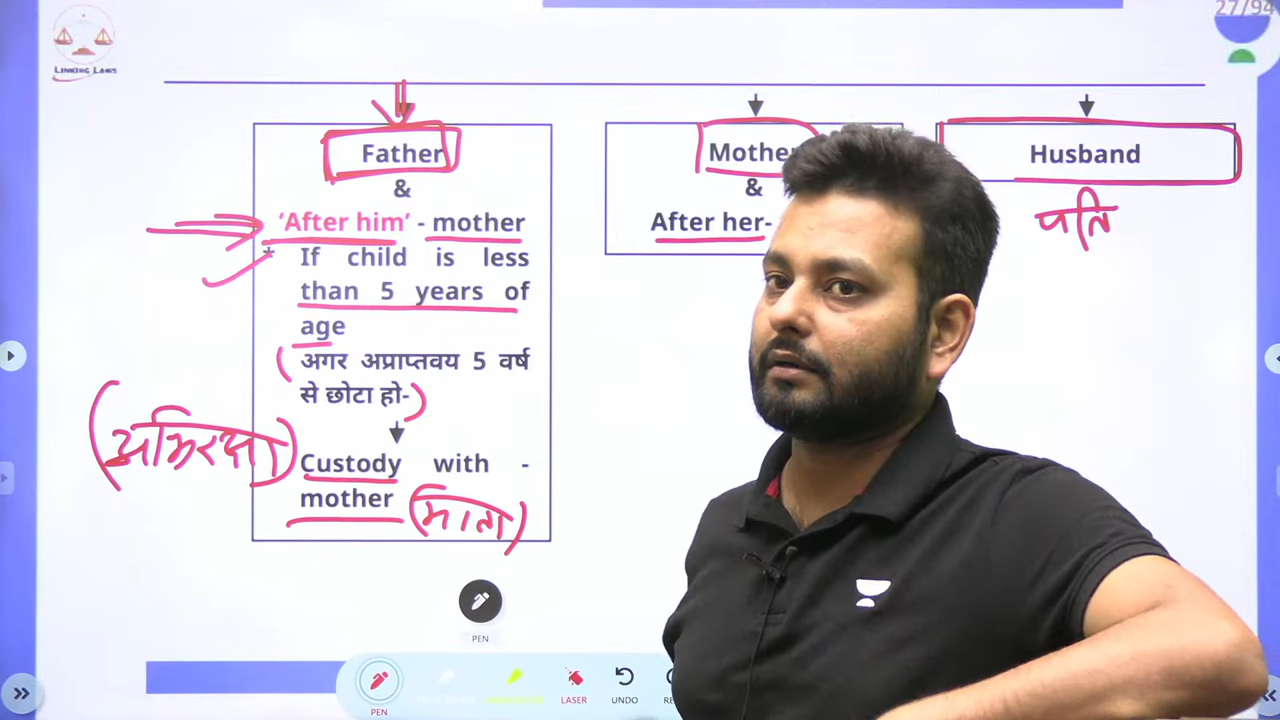 27/94
LINKING LAWS
Father
&
'After him' - mother
* If child is less
than 5 years of
age
(अगर अप्राप्तवय 5 वर्ष
से छोटा हो-)
(अभिरक्षा)
Custody with -
mother (माता)
Mother
&
After her-
Husband
पति
PEN
PEN
LASER
UNDO